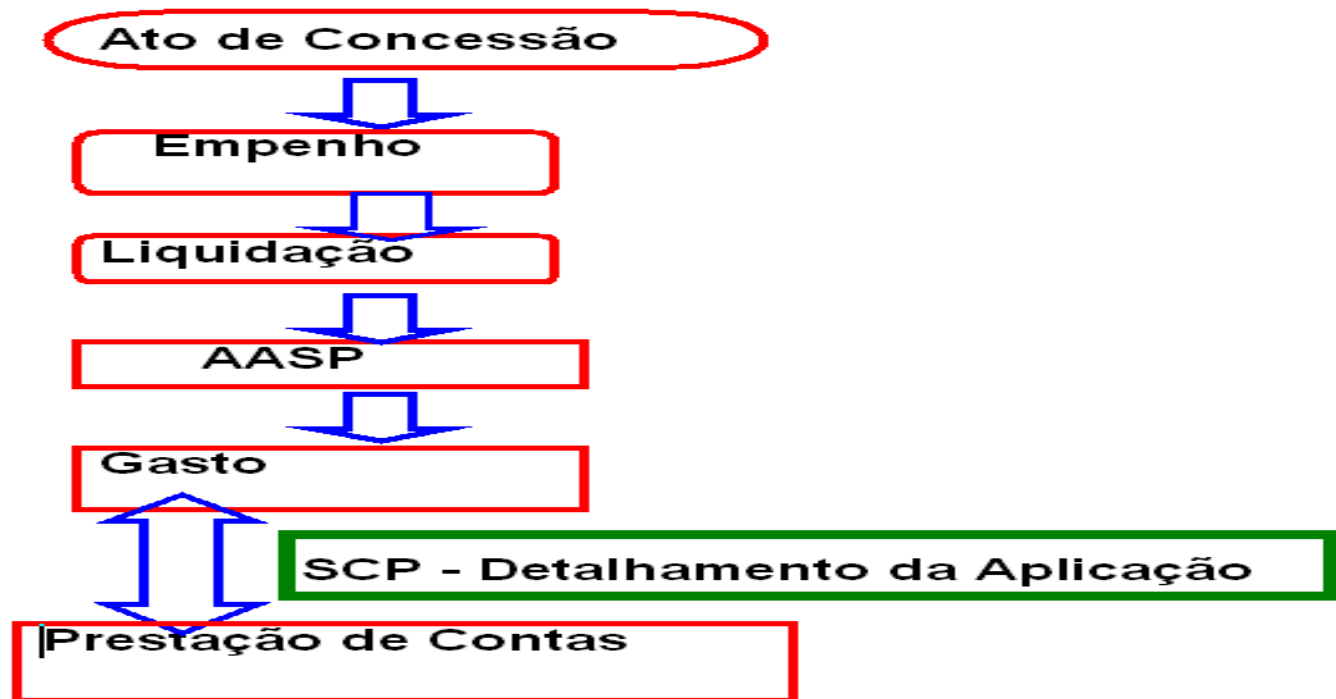 Ato de Concessão
Empenho
Liquidação
AASP
Gasto
SCP - Detalhamento da Aplicação
Prestação de Contas